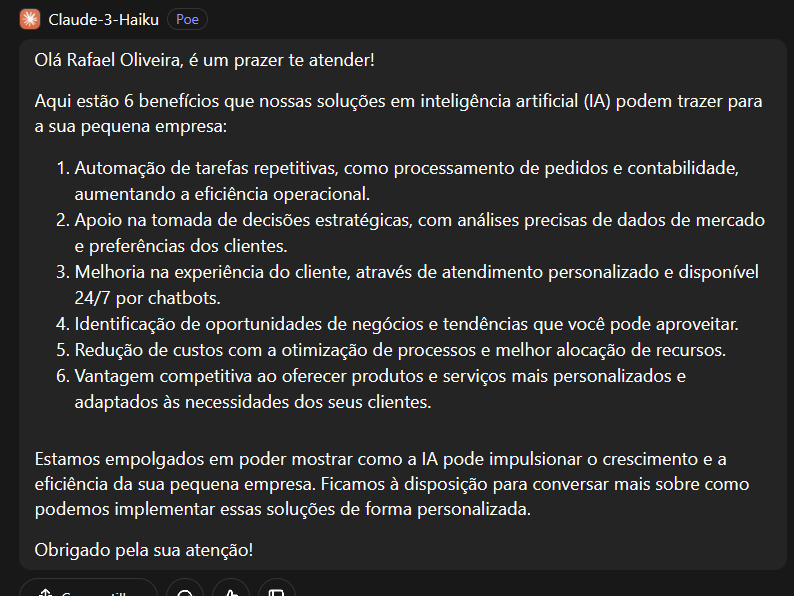 Claude-3-Haiku Poe
Olá Rafael Oliveira, é um prazer te atender!
Aqui estão 6 benefícios que nossas soluções em inteligência artificial (IA) podem trazer para
a sua pequena empresa:
1. Automação de tarefas repetitivas, como processamento de pedidos e contabilidade,
aumentando a eficiência operacional.
2. Apoio na tomada de decisões estratégicas, com análises precisas de dados de mercado
e preferências dos clientes.
3. Melhoria na experiência do cliente, através de atendimento personalizado e disponível
24/7 por chatbots.
4. Identificação de oportunidades de negócios e tendências que você pode aproveitar.
5. Redução de custos com a otimização de processos e melhor alocação de recursos.
6. Vantagem competitiva ao oferecer produtos e serviços mais personalizados e
adaptados às necessidades dos seus clientes.
Estamos empolgados em poder mostrar como a IA pode impulsionar o crescimento e a
eficiência da sua pequena empresa. Ficamos à disposição para conversar mais sobre como
podemos implementar essas soluções de forma personalizada.
Obrigado pela sua atenção!